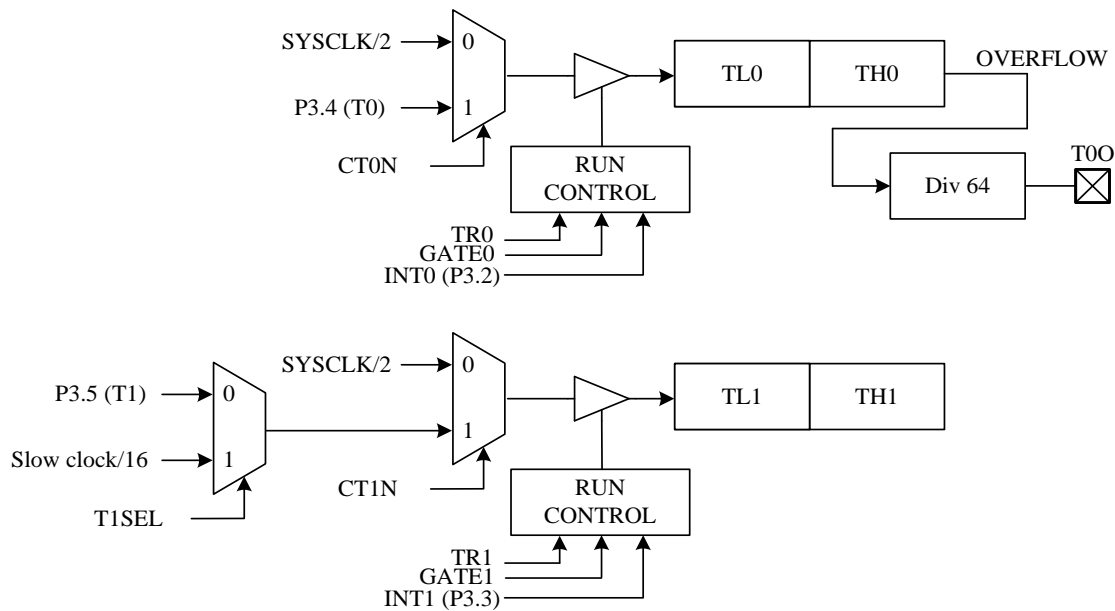 SYSCLK/2
0
TL0
TH0
OVERFLOW
P3.4 (T0)
1
CT0N
RUN
CONTROL
Div 64
T0O
TR0
GATE0
INT0 (P3.2)
SYSCLK/2
0
P3.5 (T1)
0
TL1
TH1
1
Slow clock/16
1
CT1N
RUN
CONTROL
T1SEL
TR1
GATE1
INT1 (P3.3)